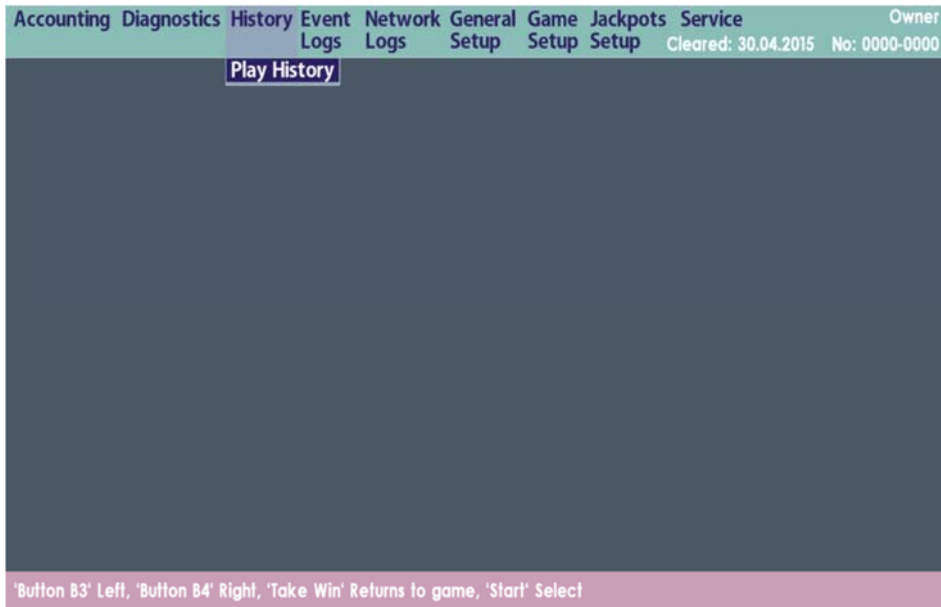 Accounting Diagnostics History Event Logs Network Logs General Setup Game Setup Jackpots Setup Service
Owner
Cleared: 30.04.2015 No: 0000-0000
Play History
'Button B3' Left, 'Button B4' Right, 'Take Win' Returns to game, 'Start' Select